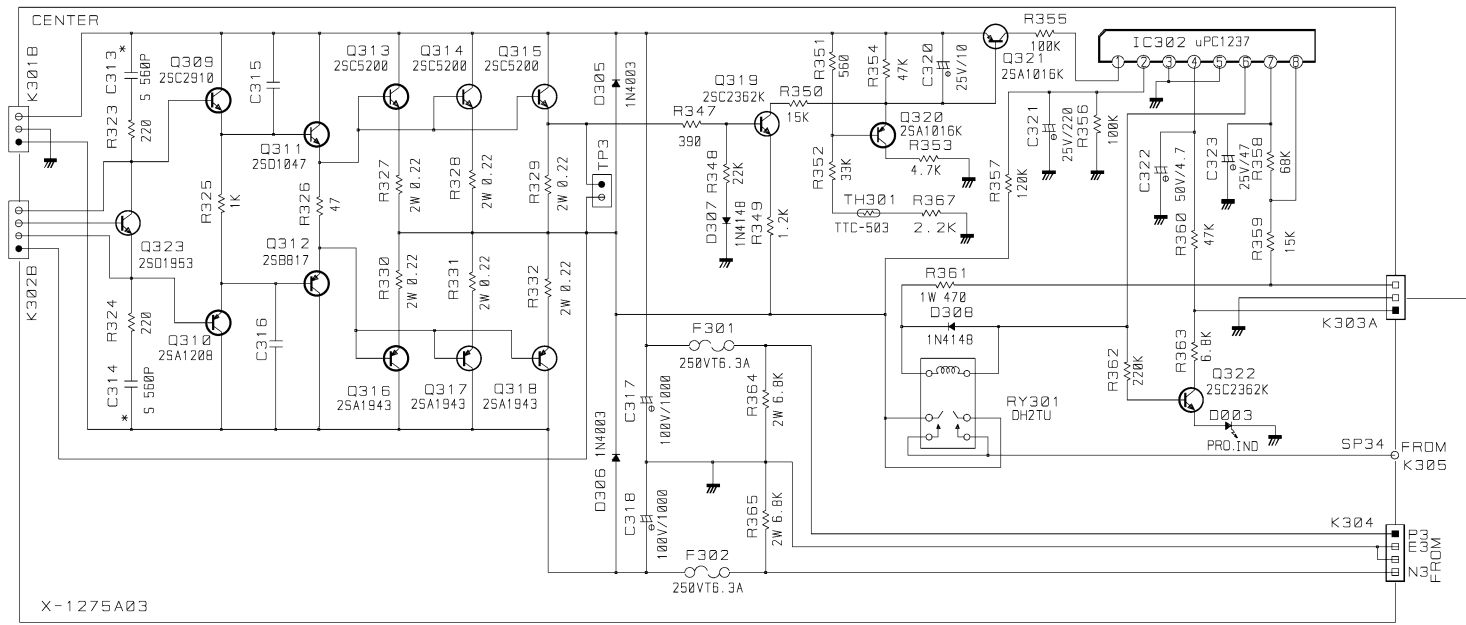 CENTER
K301B
C313
*
S 560P
R323
220
Q309
2SC2910
C315
Q311
2SD1047
R325
1K
R326
47
Q323
2SD1953
K302B
R324
220
C314
S 560P
*
Q310
2SA1208
C316
Q312
2SB817
Q313
2SC5200
Q314
2SC5200
Q315
2SC5200
R327
2W 0.22
R328
2W 0.22
R329
2W 0.22
R330
2W 0.22
R331
2W 0.22
R332
2W 0.22
Q316
2SA1943
Q317
2SA1943
Q318
2SA1943
TP3
D305
1N4003
D306
1N4003
R347
390
R348
22K
D307
1N4148
R349
1.2K
Q319
2SC2362K
R350
15K
R351
560
R352
33K
R354
47K
C320
25V/10
Q320
2SA1016K
R353
4.7K
TH301
TTC-503
R367
2.2K
Q321
2SA1016K
R355
100K
IC302 uPC1237
1
2
3
4
5
6
7
8
R357
120K
C321
25V/220
R356
100K
C322
50V/4.7
C323
25V/47
R358
68K
R360
47K
R359
15K
R361
1W 470
D308
1N4148
RY301
DH2TU
R362
220K
R363
6.8K
Q322
2SC2362K
D003
PRO.IND
K303A
SP34
FROM
K305
F301
250VT6.3A
C317
100V/1000
R364
2W 6.8K
C318
100V/1000
R365
2W 6.8K
F302
250VT6.3A
K304
P3
E3
N3
FROM
X-1275A03